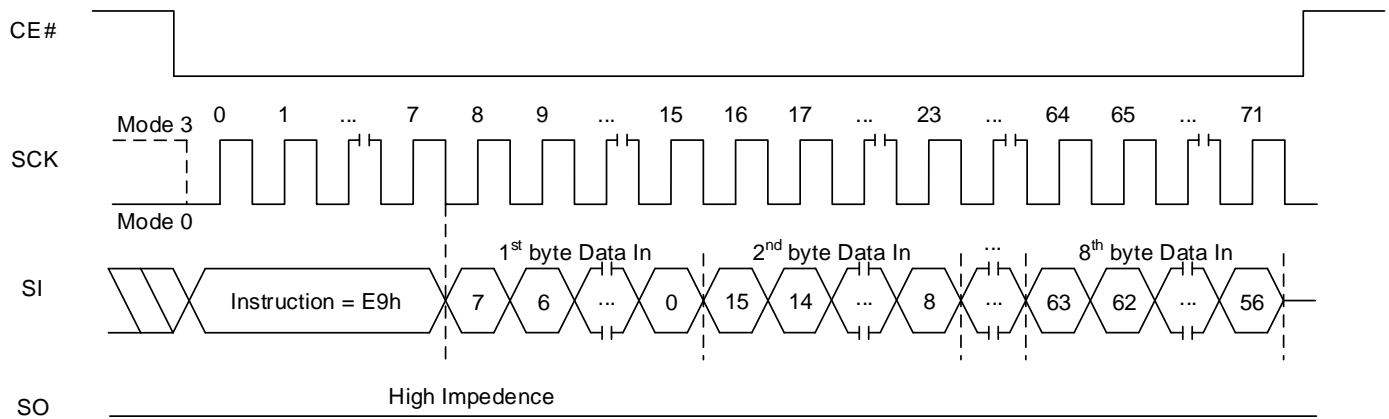 CE#
0 1 ... 7 8 9 ... 15 16 17 ... 23 ... 64 65 ... 71
Mode 3
SCK
Mode 0
1st byte Data In 2nd byte Data In ... 8th byte Data In
SI
Instruction = E9h 7 6 ... 0 15 14 ... 8 ... 63 62 ... 56
High Impedence
SO